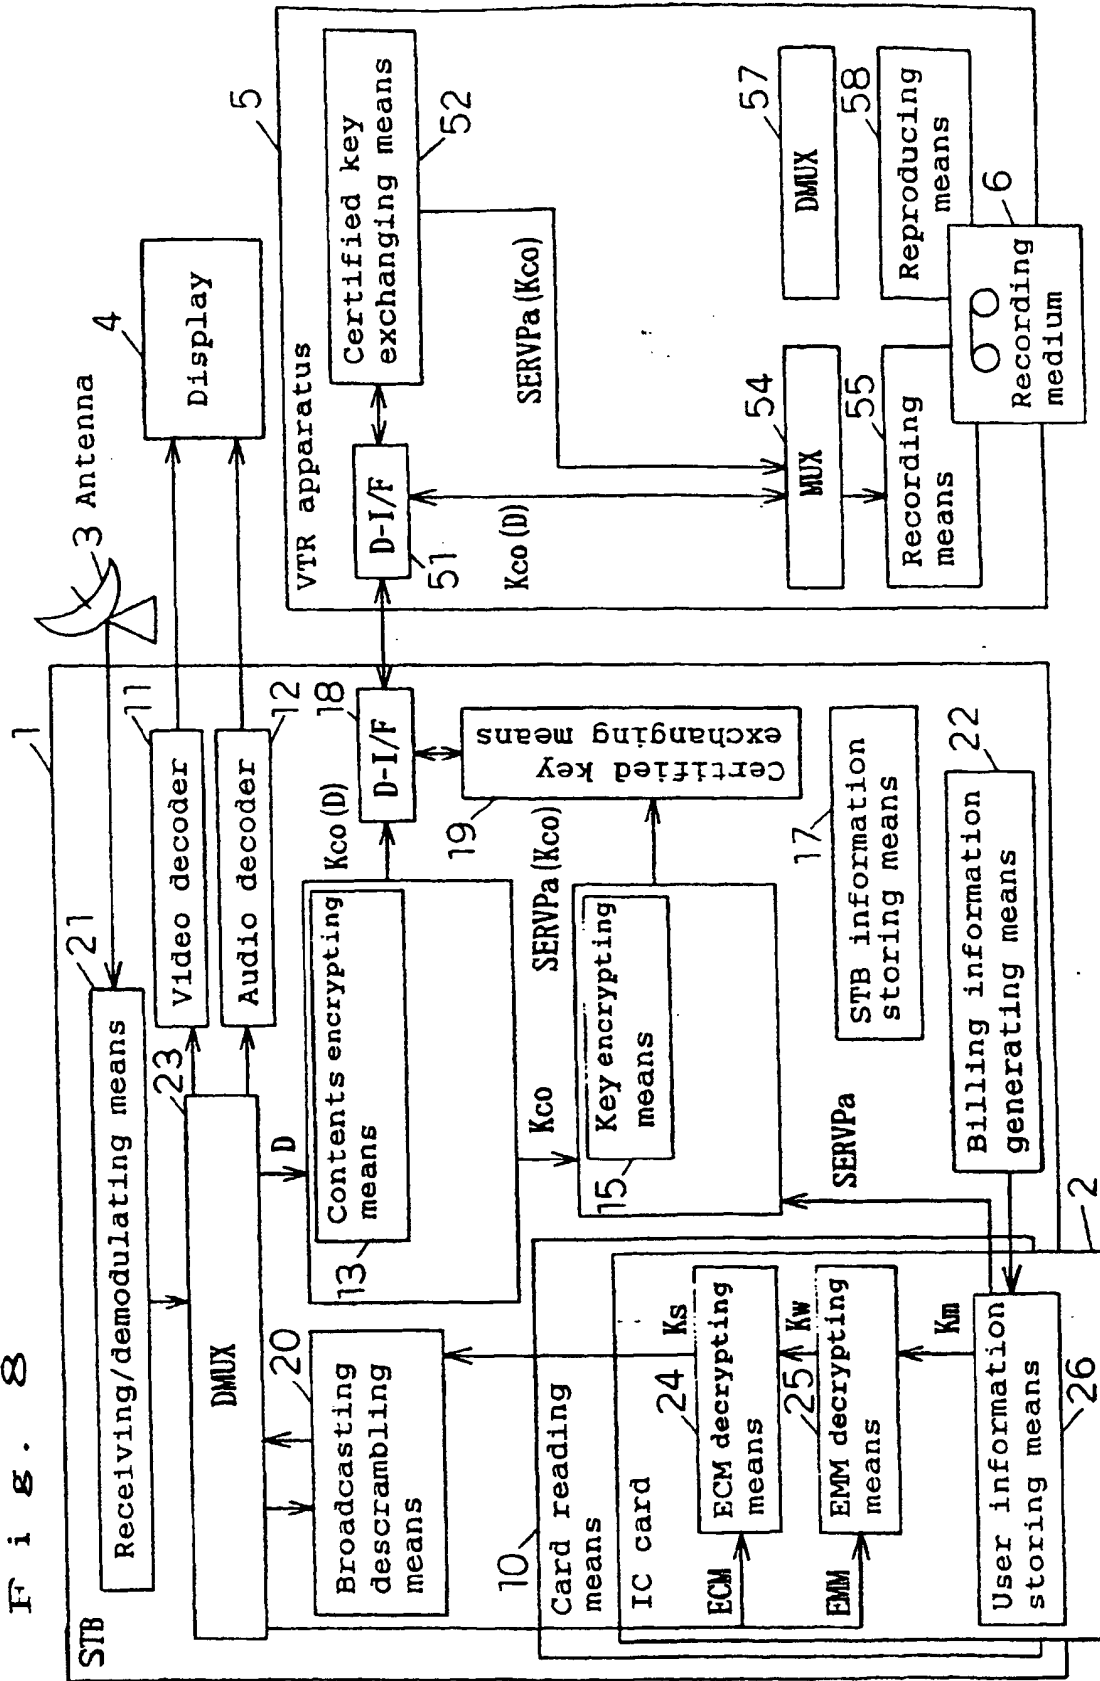 Fig. 8
STB
1
Receiving/demodulating means
21
3 Antenna
DMUX
23
Video decoder
11
Audio decoder
12
4
Display
Broadcasting
descrambling
means
20
D
Contents encrypting
means
13
Kco(D)
D-I/F
18
Certified key
exchanging means
19
Kco
SERVPa(Kco)
Key encrypting
means
15
SERVPa
STB information
storing means
17
Billing information
generating means
22
10
Card reading
means
IC card
2
ECM
ECM decrypting
means
24
Ks
EMM
EMM decrypting
means
25
Kw
Km
User information
storing means
26
VTR apparatus
5
D-I/F
51
Certified key
exchanging means
52
Kco(D)
SERVPa(Kco)
MUX
54
DMUX
57
Recording
means
55
Reproducing
means
58
Recording
medium
6